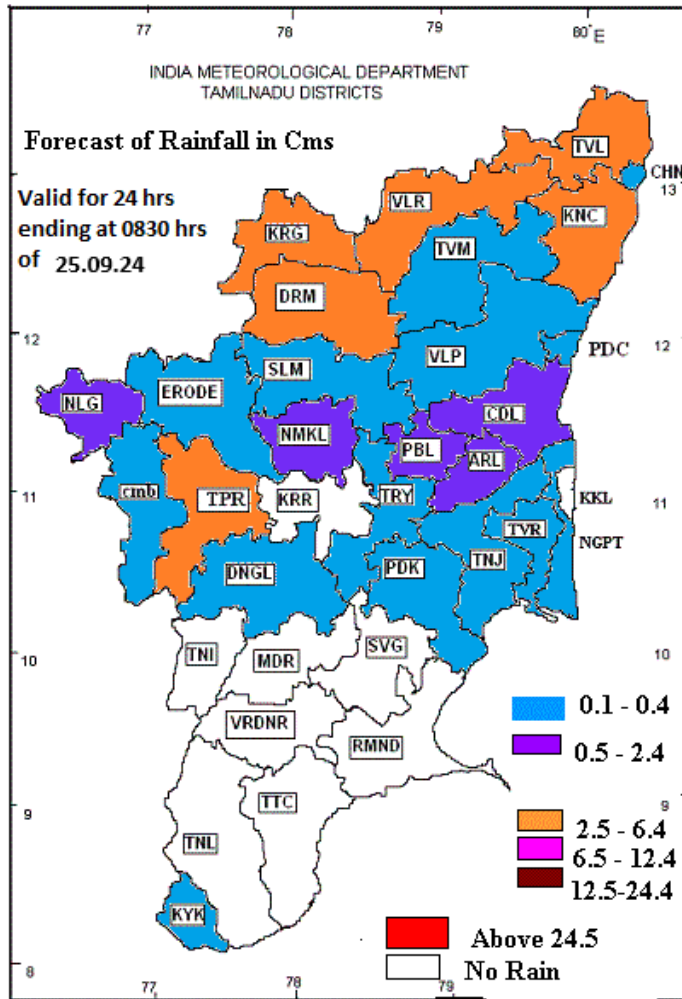 77 78 79 80° E
INDIA METEOROLOGICAL DEPARTMENT
TAMILNADU DISTRICTS
Forecast of Rainfall in Cms
TVL
CHN
13
Valid for 24 hrs
ending at 0830 hrs
of 25.09.24
VLR
KNC
KRG
TVM
DRM
12
12
PDC
VLP
SLM
ERODE
NLG
CDL
NMKL
PBL
ARL
11
cmb
TPR
KRR
TRY
KKL
11
TVR
NGPT
DNGL
PDK
TNJ
10
TNI
MDR
SVG
10
0.1 - 0.4
VRDNR
RMND
0.5 - 2.4
9
TTC
9
2.5 - 6.4
TNL
6.5 - 12.4
12.5-24.4
KYK
Above 24.5
8
No Rain
77 78 79